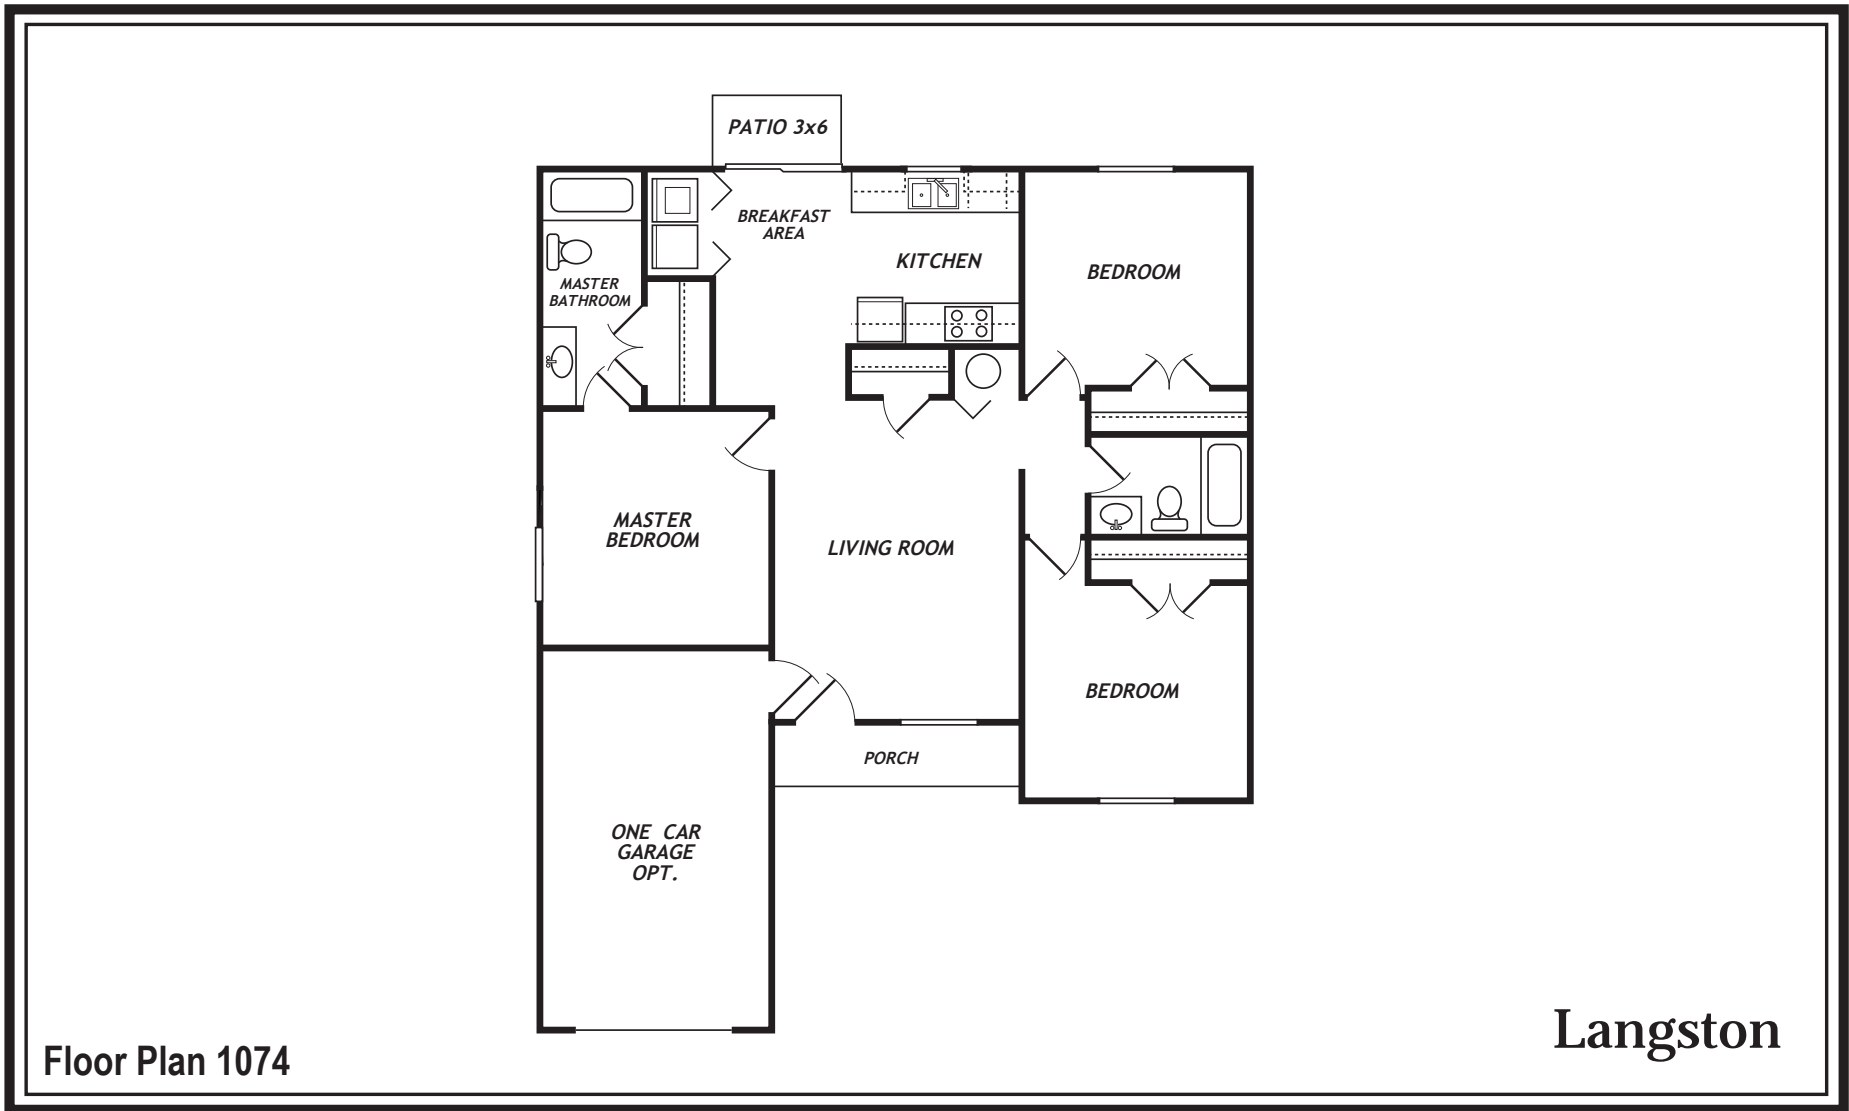 PATIO 3x6
BREAKFAST
AREA
KITCHEN
BEDROOM
MASTER
BATHROOM
MASTER
BEDROOM
LIVING ROOM
BEDROOM
PORCH
ONE CAR
GARAGE
OPT.
Floor Plan 1074
Langston